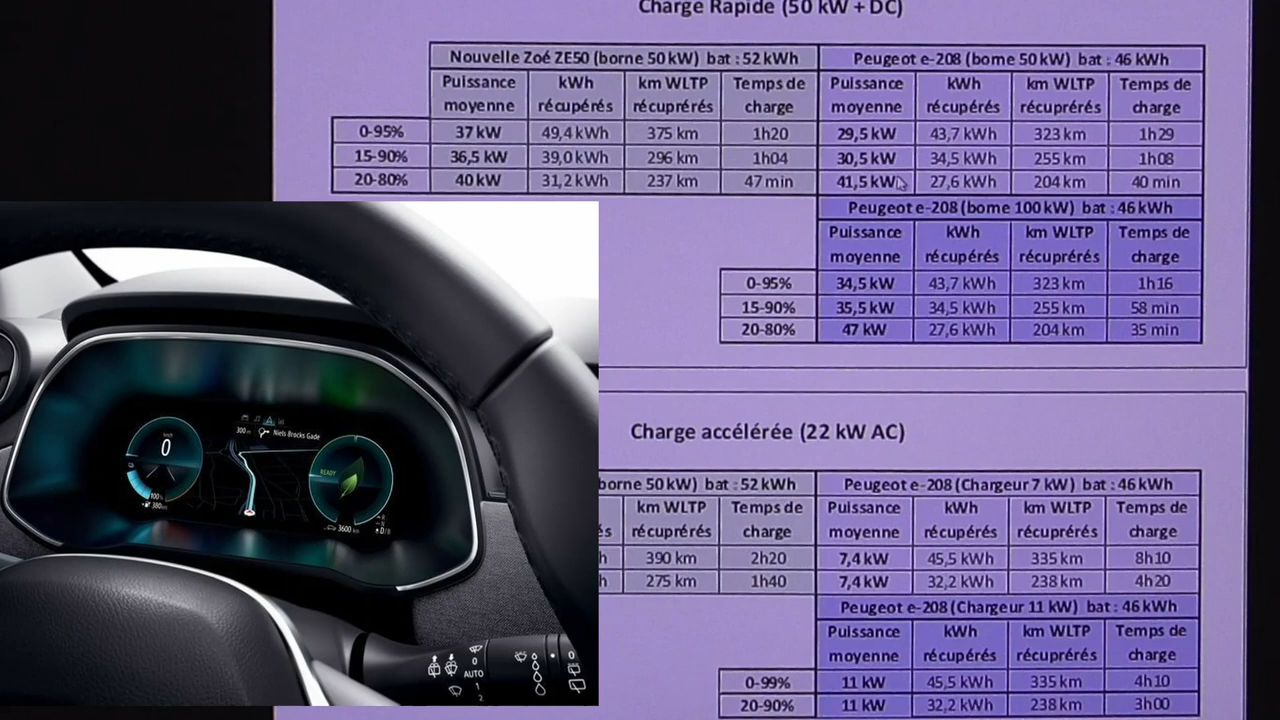 Charge Rapide (50 kW + DC)
Nouvelle Zoé ZE50 (borne 50 kW) bat : 52 kWh Peugeot e-208 (borne 50 kW) bat : 46 kWh
Puissance moyenne kWh récupérés km WLTP récuprérés Temps de charge Puissance moyenne kWh récupérés km WLTP récuprérés Temps de charge
0-95% 37 kW 49,4 kWh 375 km 1h20 29,5 kW 43,7 kWh 323 km 1h29
15-90% 36,5 kW 39,0 kWh 296 km 1h04 30,5 kW 34,5 kWh 255 km 1h08
20-80% 40 kW 31,2 kWh 237 km 47 min 41,5 kW 27,6 kWh 204 km 40 min
Peugeot e-208 (borne 100 kW) bat : 46 kWh
Puissance moyenne kWh récupérés km WLTP récuprérés Temps de charge
0-95% 34,5 kW 43,7 kWh 323 km 1h16
15-90% 35,5 kW 34,5 kWh 255 km 58 min
20-80% 47 kW 27,6 kWh 204 km 35 min
Charge accélérée (22 kW AC)
borne 50 kW) bat : 52 kWh Peugeot e-208 (Chargeur 7 kW) bat : 46 kWh
és km WLTP récuprérés Temps de charge Puissance moyenne kWh récupérés km WLTP récuprérés Temps de charge
h 390 km 2h20 7,4 kW 45,5 kWh 335 km 8h10
h 275 km 1h40 7,4 kW 32,2 kWh 238 km 4h20
Peugeot e-208 (Chargeur 11 kW) bat : 46 kWh
Puissance moyenne kWh récupérés km WLTP récuprérés Temps de charge
0-99% 11 kW 45,5 kWh 335 km 4h10
20-90% 11 kW 32,2 kWh 238 km 3h00
300 m Niels Brocks Gade
km/h
0
READY
100%
380km
3600 km
0
AUTO
1
2